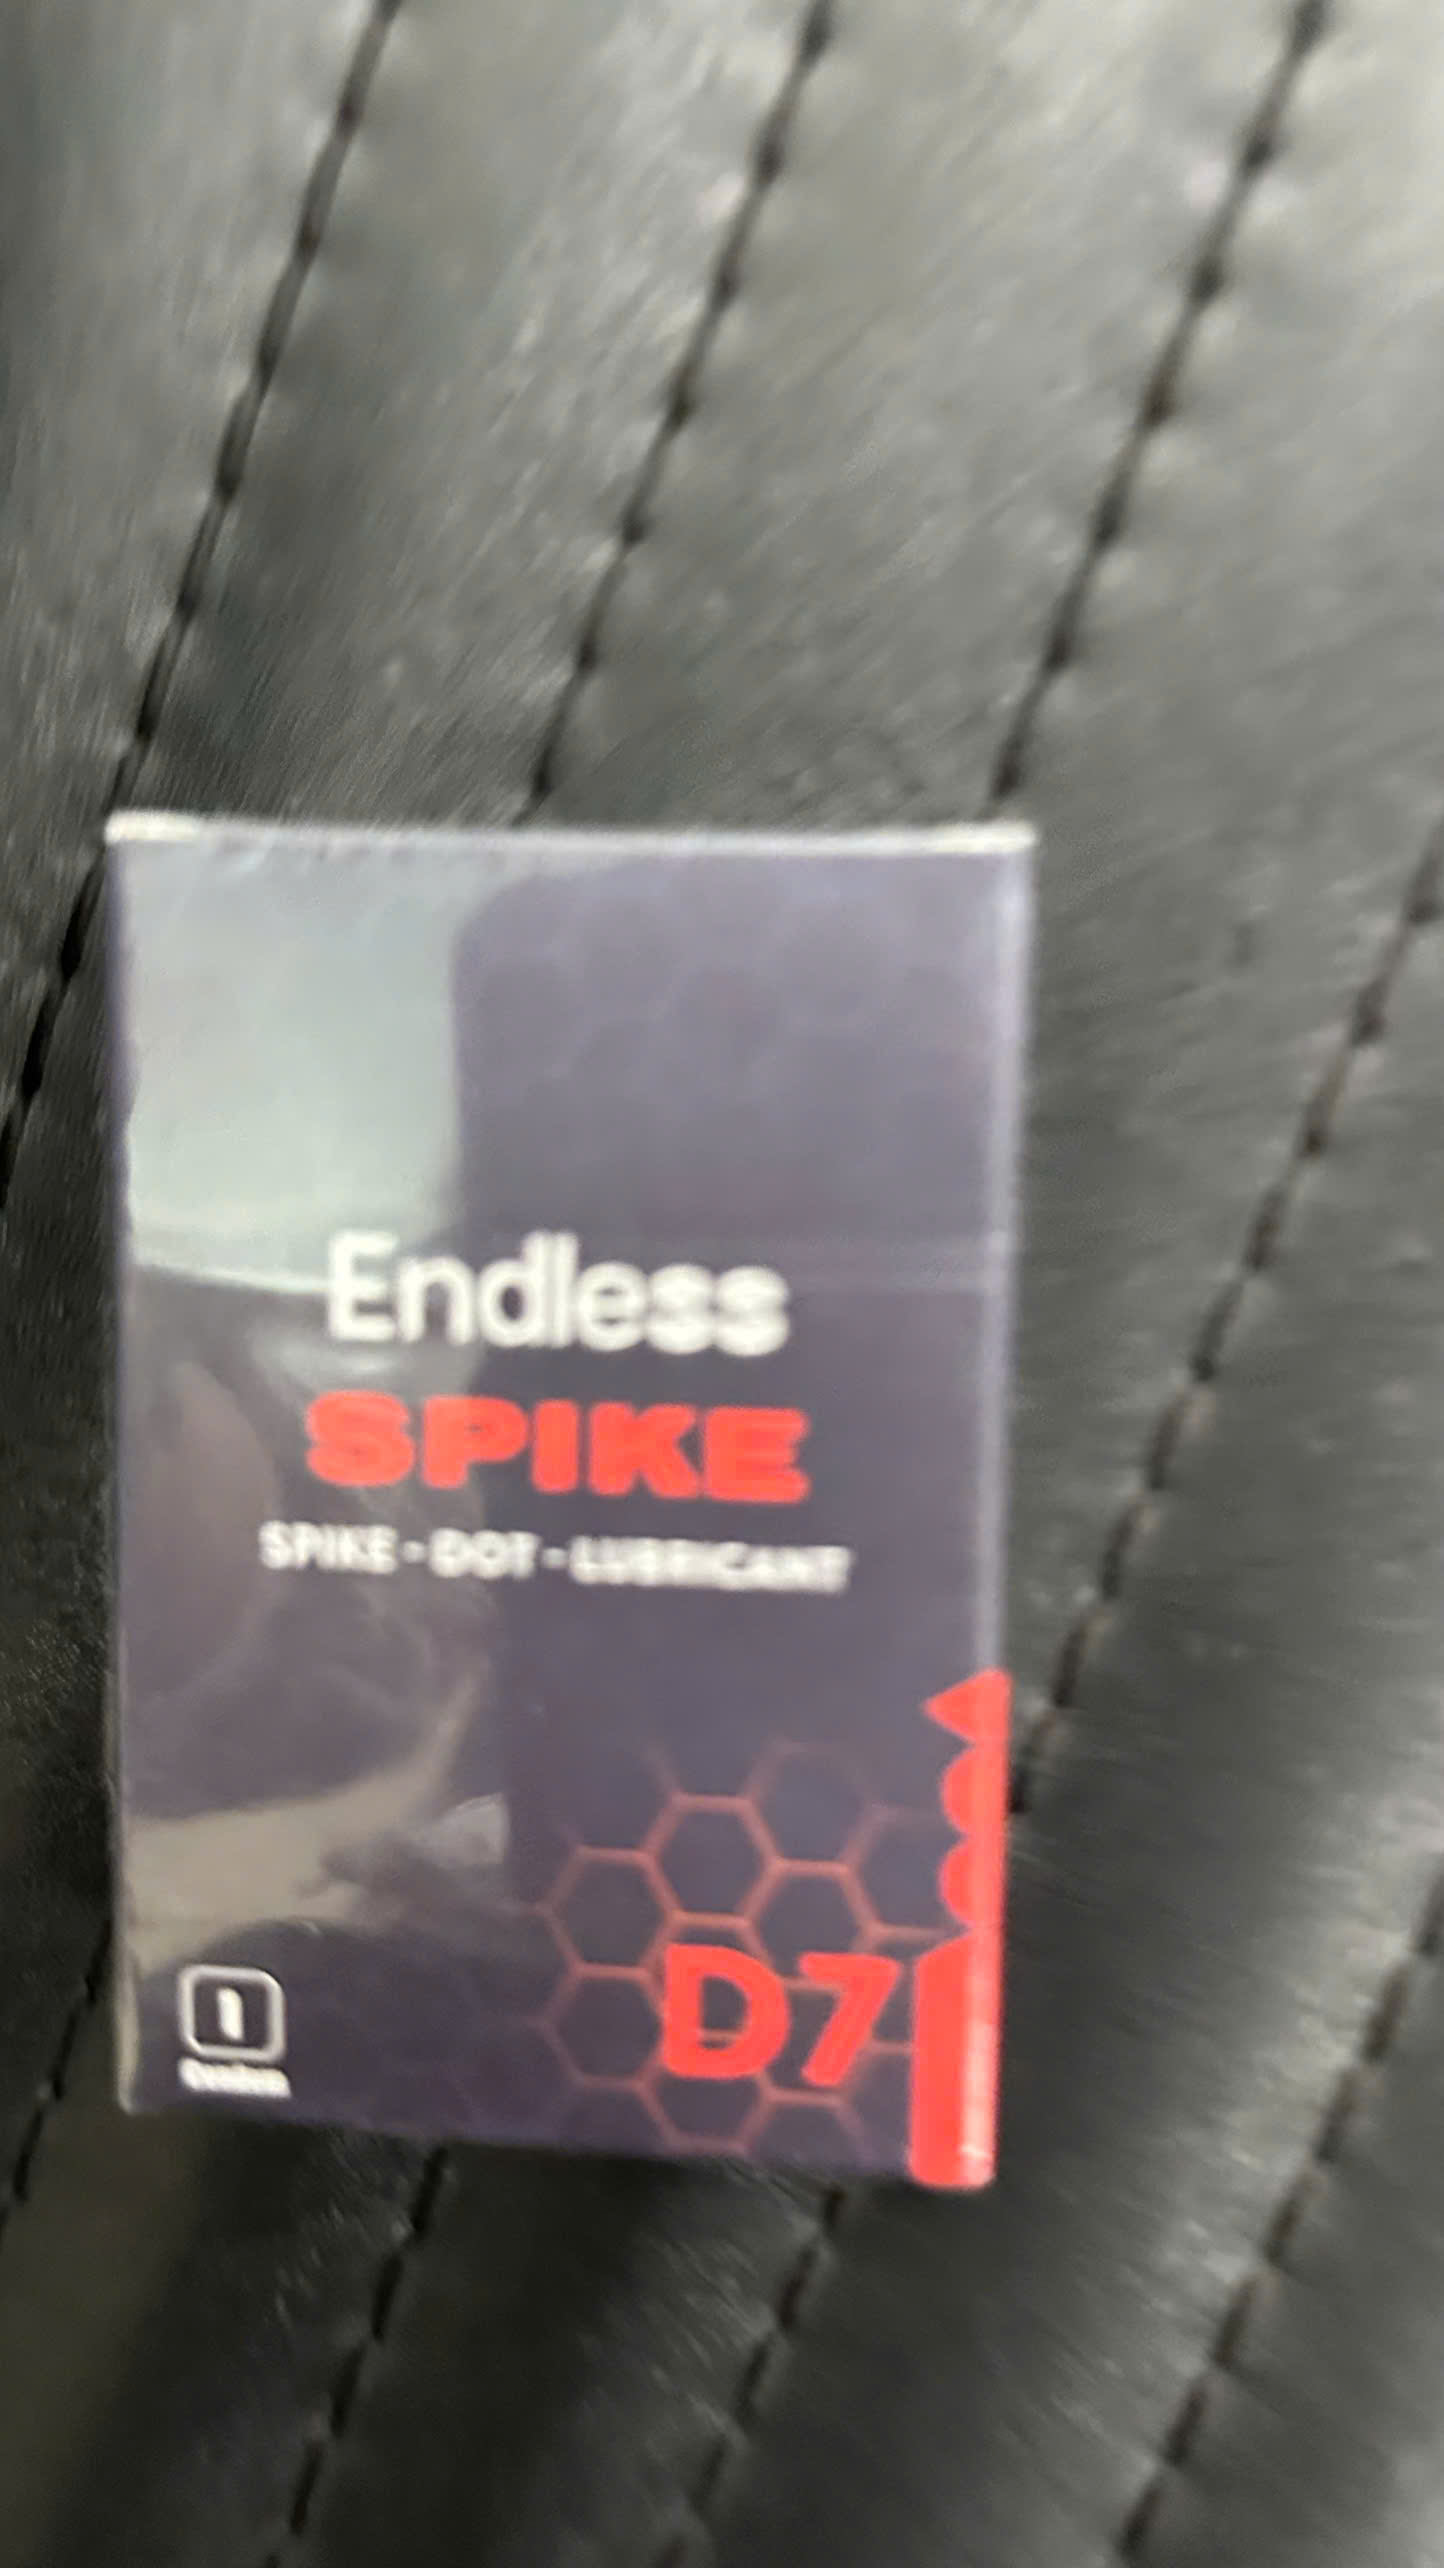 Endless
SPIKE
SPIKE - DOT - LUBRICANT
D7
1